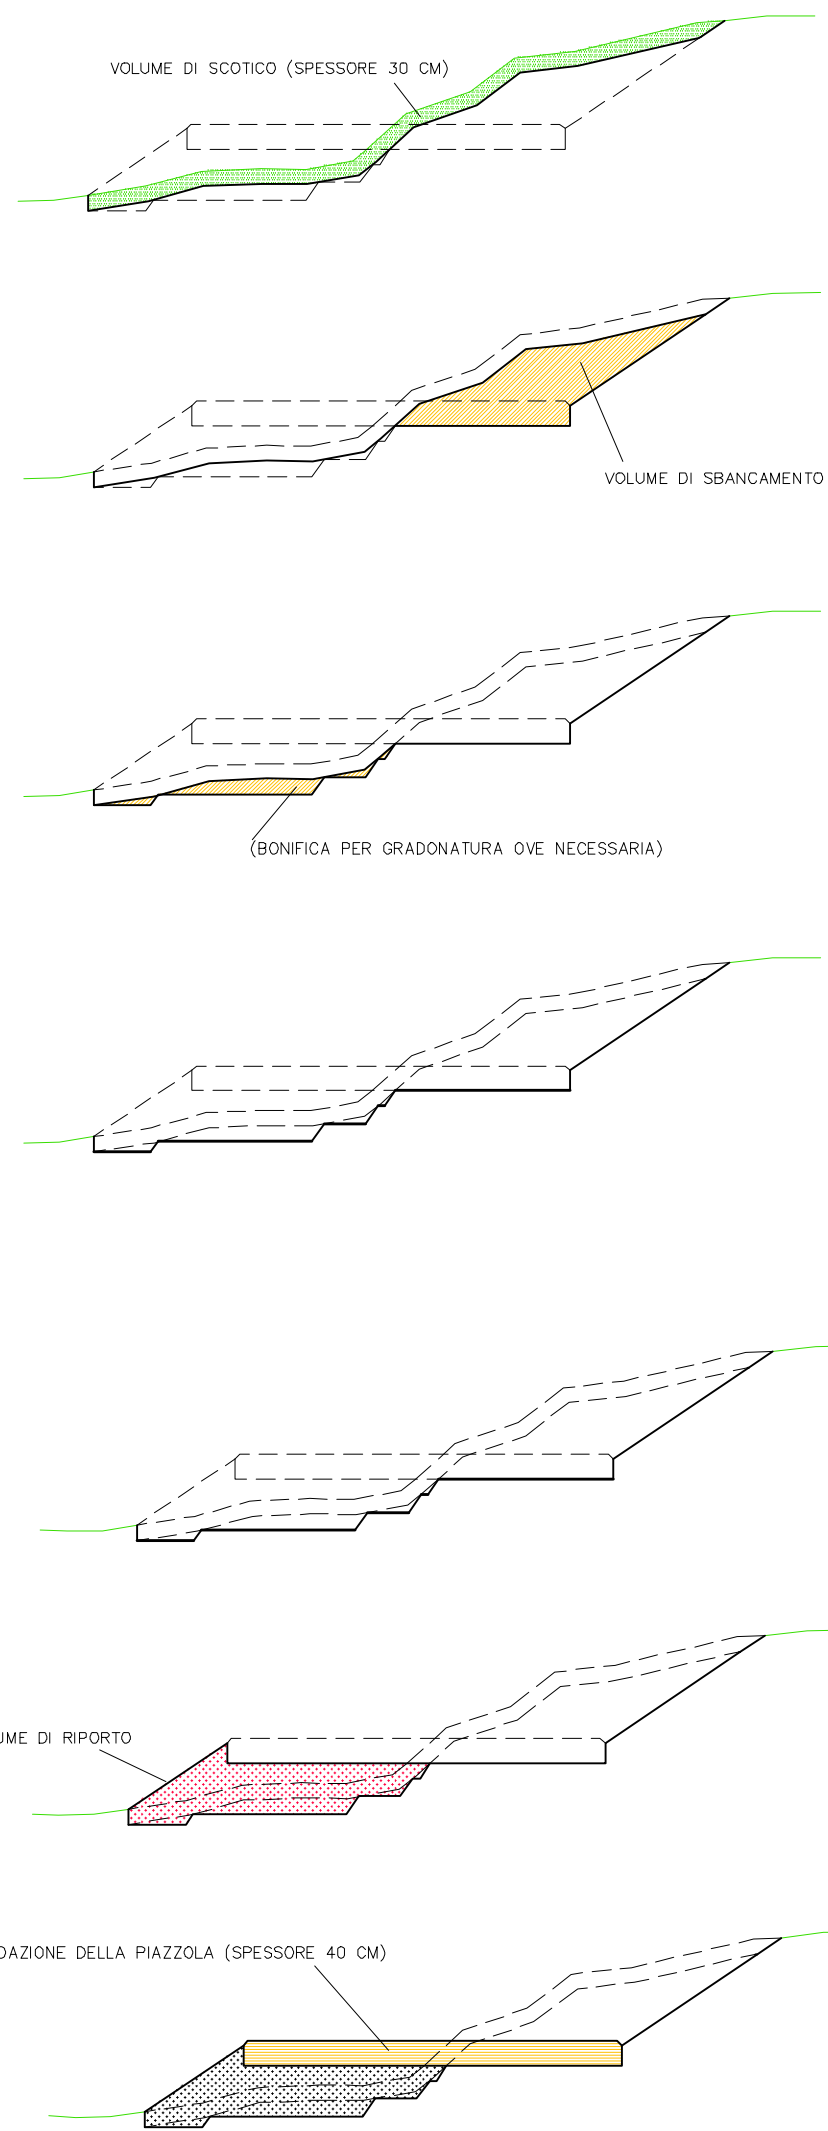 VOLUME DI SCOTICO (SPESSORE 30 CM)
VOLUME DI SBANCAMENTO
(BONIFICA PER GRADONATURA OVE NECESSARIA)
UME DI RIPORTO
DAZIONE DELLA PIAZZOLA (SPESSORE 40 CM)